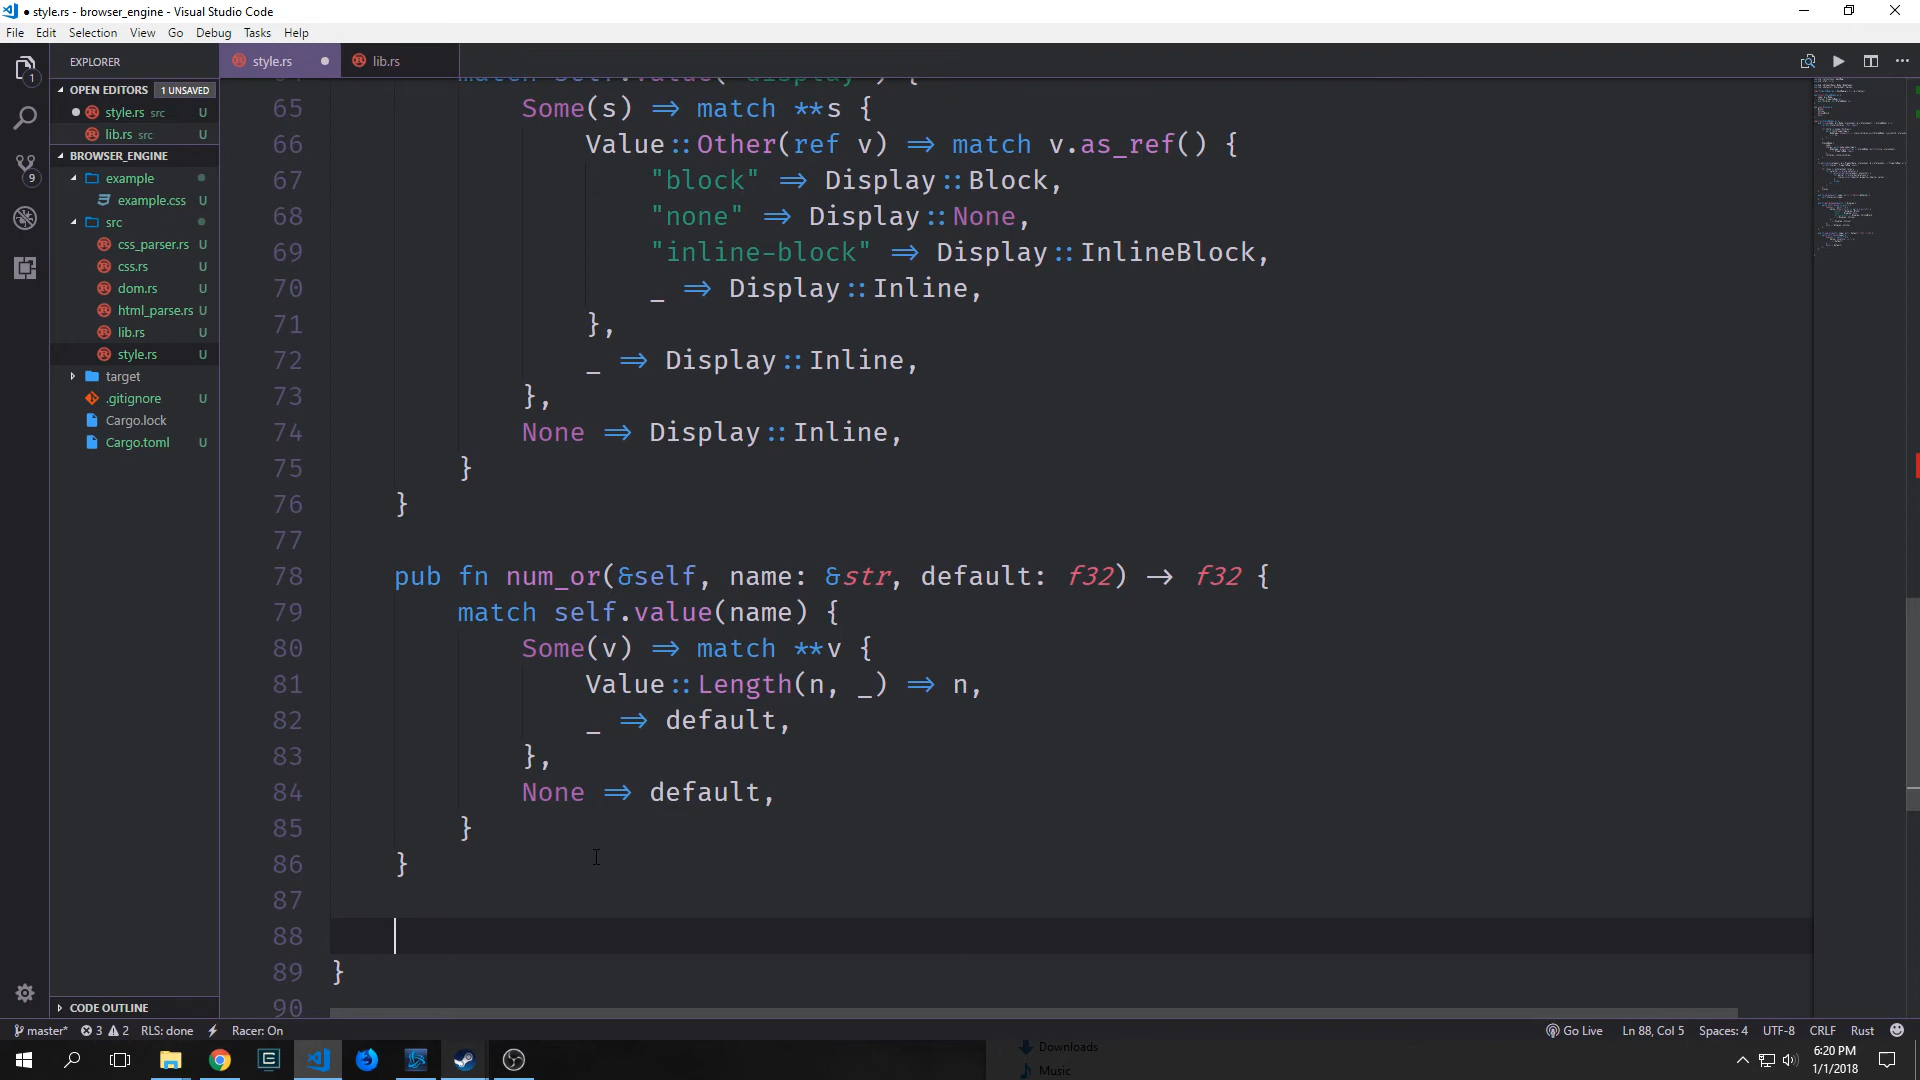 ● style.rs - browser_engine - Visual Studio Code
File Edit Selection View Go Debug Tasks Help
EXPLORER
style.rs
lib.rs
OPEN EDITORS 1 UNSAVED
style.rs src U
lib.rs src U
BROWSER_ENGINE
example
example.css U
src
css_parser.rs U
css.rs U
dom.rs U
html_parse.rs U
lib.rs U
style.rs U
target
.gitignore U
Cargo.lock
Cargo.toml U
CODE OUTLINE
1
9
65 Some(s) => match **s {
66 Value::Other(ref v) => match v.as_ref() {
67 "block" => Display::Block,
68 "none" => Display::None,
69 "inline-block" => Display::InlineBlock,
70 _ => Display::Inline,
71 },
72 _ => Display::Inline,
73 },
74 None => Display::Inline,
75 }
76 }
77
78 pub fn num_or(&self, name: &str, default: f32) -> f32 {
79 match self.value(name) {
80 Some(v) => match **v {
81 Value::Length(n, _) => n,
82 _ => default,
83 },
84 None => default,
85 }
86 }
87
88
89 }
90
master* 3 2 RLS: done Racer: On Go Live Ln 88, Col 5 Spaces: 4 UTF-8 CRLF Rust
Downloads
Music
6:20 PM
1/1/2018